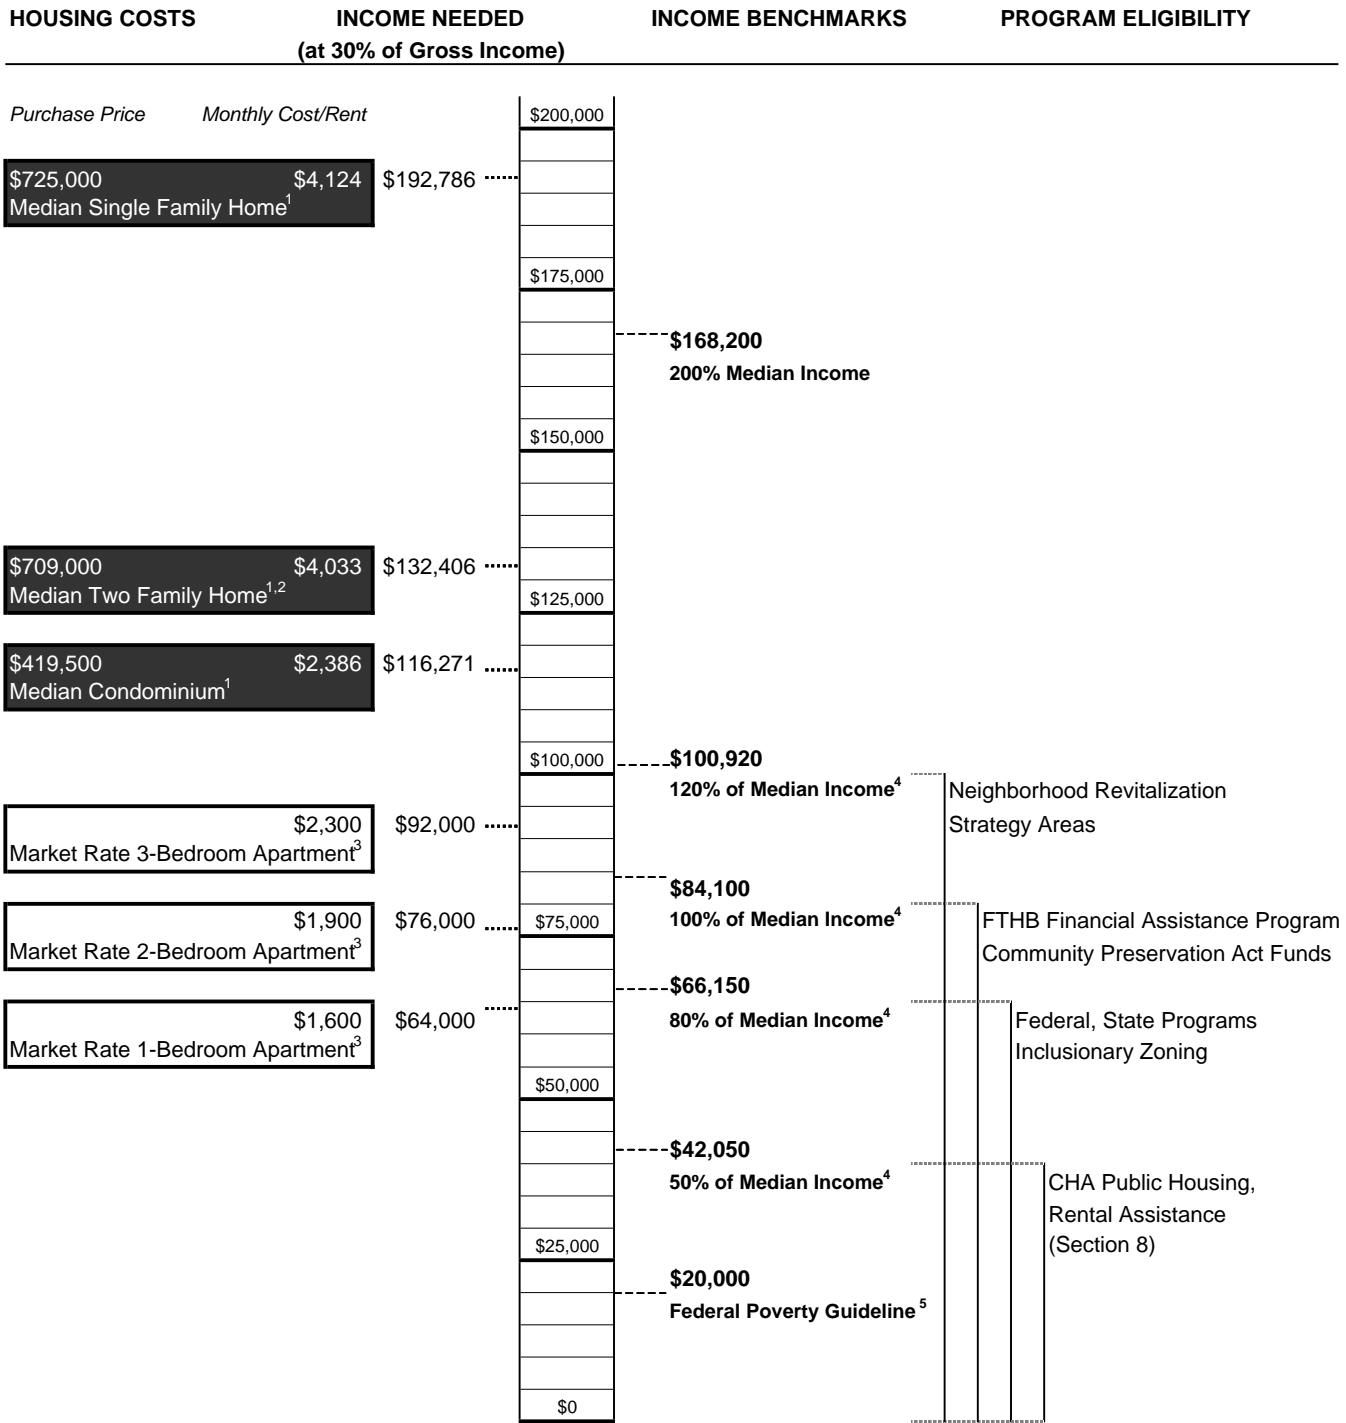 HOUSING COSTS INCOME NEEDED INCOME BENCHMARKS PROGRAM ELIGIBILITY
(at 30% of Gross Income)
Purchase Price Monthly Cost/Rent $200,000
$725,000 $4,124 $192,786
Median Single Family Home1
$175,000
$168,200
200% Median Income
$150,000
$709,000 $4,033 $132,406
Median Two Family Home1,2
$125,000
$419,500 $2,386 $116,271
Median Condominium1
$100,000 $100,920
120% of Median Income4
Neighborhood Revitalization
Strategy Areas
$2,300 $92,000
Market Rate 3-Bedroom Apartment3
$84,100
100% of Median Income4
$1,900 $76,000 $75,000
Market Rate 2-Bedroom Apartment3
FTHB Financial Assistance Program
Community Preservation Act Funds
$66,150
80% of Median Income4
$1,600 $64,000
Market Rate 1-Bedroom Apartment3
Federal, State Programs
Inclusionary Zoning
$50,000
$42,050
50% of Median Income4
CHA Public Housing,
Rental Assistance
(Section 8)
$25,000
$20,000
Federal Poverty Guideline 5
$0